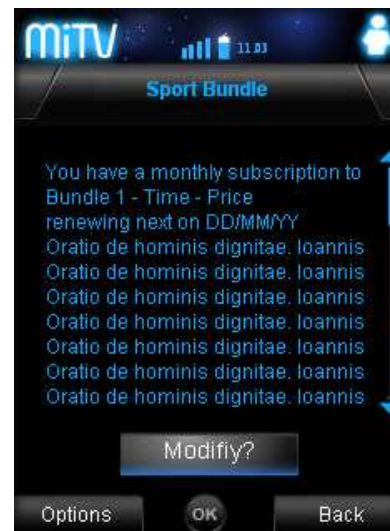 MiTV
11.03
Sport Bundle
You have a monthly subscription to
Bundle 1 - Time - Price
renewing next on DD/MM/YY
Oratio de hominis dignitae. Ioannis
Oratio de hominis dignitae. Ioannis
Oratio de hominis dignitae. Ioannis
Oratio de hominis dignitae. Ioannis
Oratio de hominis dignitae. Ioannis
Oratio de hominis dignitae. Ioannis
Oratio de hominis dignitae. Ioannis
Modifiy?
Options OK Back